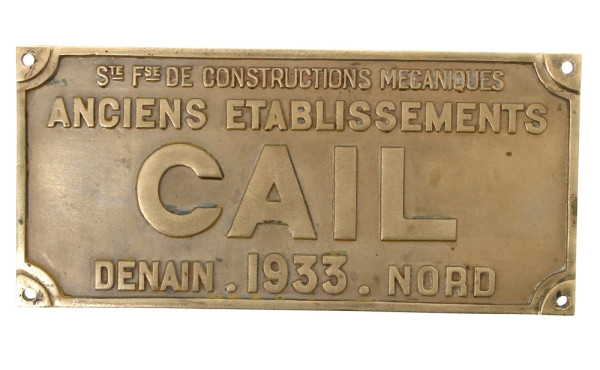 STE FSE DE CONSTRUCTIONS MECANIQUES
ANCIENS ETABLISSEMENTS
CAIL
DENAIN . 1933 . NORD